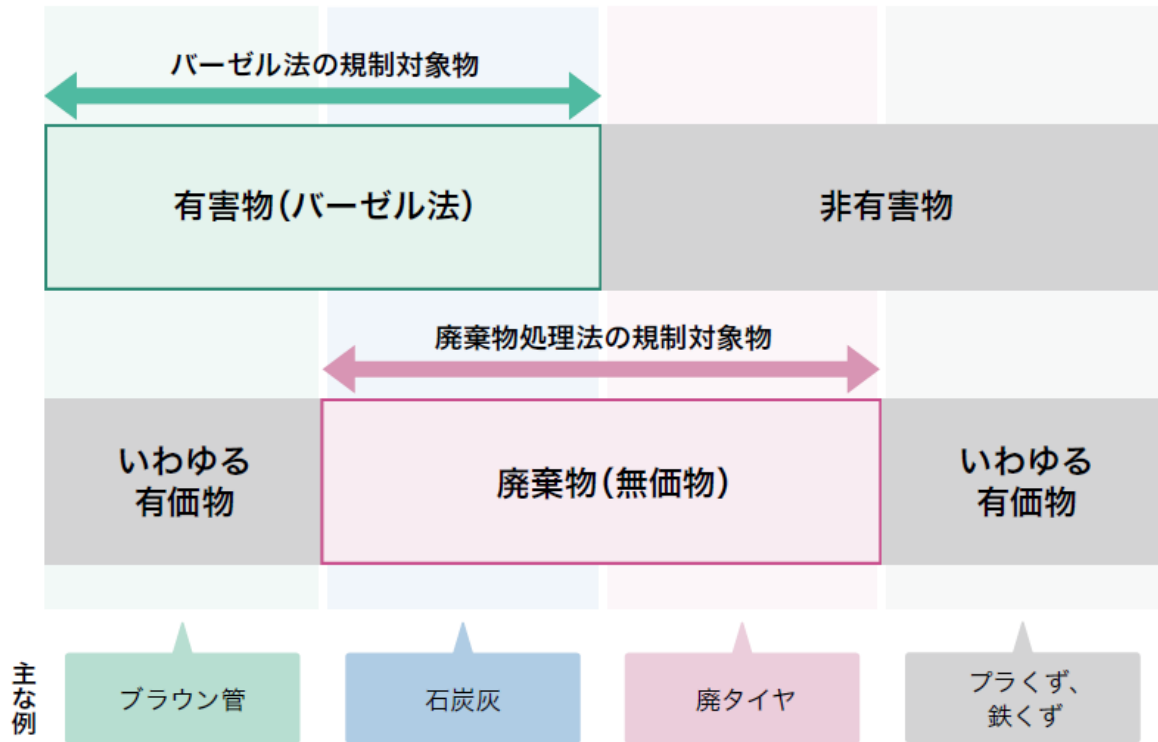 バーゼル法の規制対象物
有害物(バーゼル法)
非有害物
廃棄物処理法の規制対象物
いわゆる
有価物
廃棄物(無価物)
いわゆる
有価物
主な例
ブラウン管
石炭灰
廃タイヤ
プラくず、
鉄くず